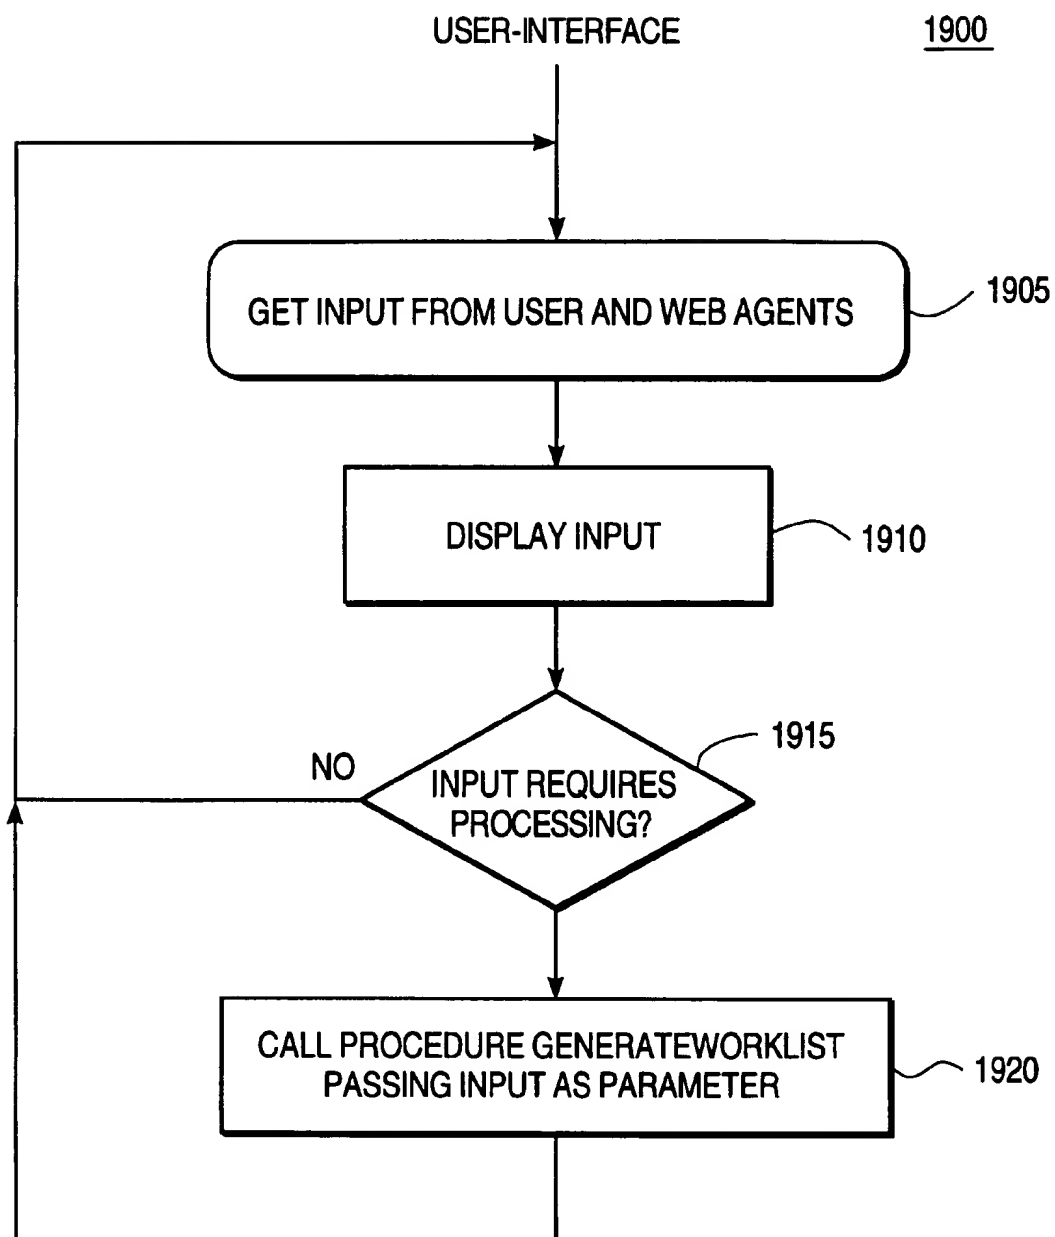 USER-INTERFACE
1900
GET INPUT FROM USER AND WEB AGENTS
1905
DISPLAY INPUT
1910
1915
NO
INPUT REQUIRES
PROCESSING?
CALL PROCEDURE GENERATEWORKLIST
PASSING INPUT AS PARAMETER
1920